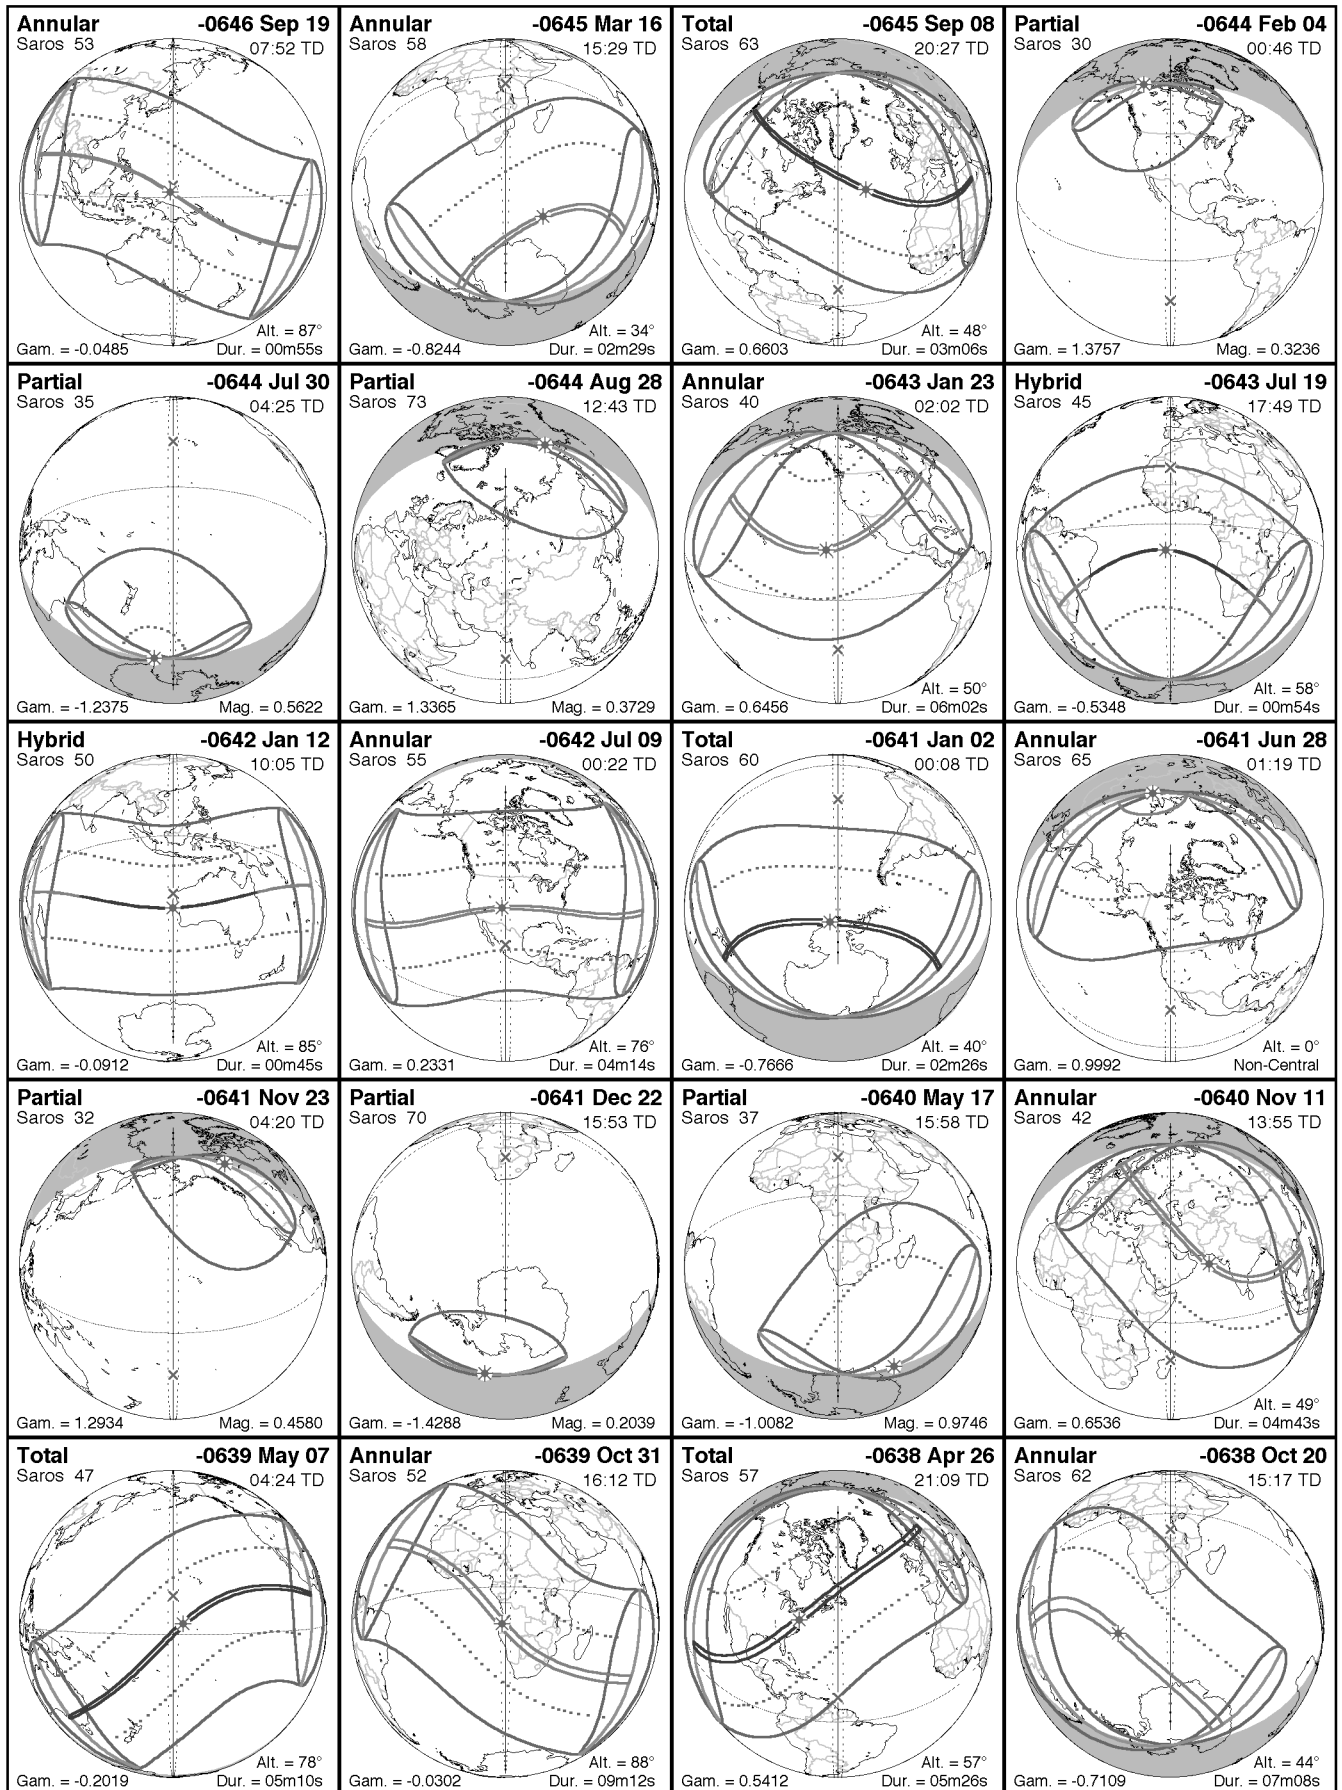 Annular -0646 Sep 19
Saros 53 07:52 TD
Alt. = 87°
Gam. = -0.0485 Dur. = 00m55s
Annular -0645 Mar 16
Saros 58 15:29 TD
Alt. = 34°
Gam. = -0.8244 Dur. = 02m29s
Total -0645 Sep 08
Saros 63 20:27 TD
Alt. = 48°
Gam. = 0.6603 Dur. = 03m06s
Partial -0644 Feb 04
Saros 30 00:46 TD
Gam. = 1.3757 Mag. = 0.3236
Partial -0644 Jul 30
Saros 35 04:25 TD
Gam. = -1.2375 Mag. = 0.5622
Partial -0644 Aug 28
Saros 73 12:43 TD
Gam. = 1.3365 Mag. = 0.3729
Annular -0643 Jan 23
Saros 40 02:02 TD
Alt. = 50°
Gam. = 0.6456 Dur. = 06m02s
Hybrid -0643 Jul 19
Saros 45 17:49 TD
Alt. = 58°
Gam. = -0.5348 Dur. = 00m54s
Hybrid -0642 Jan 12
Saros 50 10:05 TD
Alt. = 85°
Gam. = -0.0912 Dur. = 00m45s
Annular -0642 Jul 09
Saros 55 00:22 TD
Alt. = 76°
Gam. = 0.2331 Dur. = 04m14s
Total -0641 Jan 02
Saros 60 00:08 TD
Alt. = 40°
Gam. = -0.7666 Dur. = 02m26s
Annular -0641 Jun 28
Saros 65 01:19 TD
Alt. = 0°
Gam. = 0.9992 Non-Central
Partial -0641 Nov 23
Saros 32 04:20 TD
Gam. = 1.2934 Mag. = 0.4580
Partial -0641 Dec 22
Saros 70 15:53 TD
Gam. = -1.4288 Mag. = 0.2039
Partial -0640 May 17
Saros 37 15:58 TD
Gam. = -1.0082 Mag. = 0.9746
Annular -0640 Nov 11
Saros 42 13:55 TD
Alt. = 49°
Gam. = 0.6536 Dur. = 04m43s
Total -0639 May 07
Saros 47 04:24 TD
Alt. = 78°
Gam. = -0.2019 Dur. = 05m10s
Annular -0639 Oct 31
Saros 52 16:12 TD
Alt. = 88°
Gam. = -0.0302 Dur. = 09m12s
Total -0638 Apr 26
Saros 57 21:09 TD
Alt. = 57°
Gam. = 0.5412 Dur. = 05m26s
Annular -0638 Oct 20
Saros 62 15:17 TD
Alt. = 44°
Gam. = -0.7109 Dur. = 07m08s